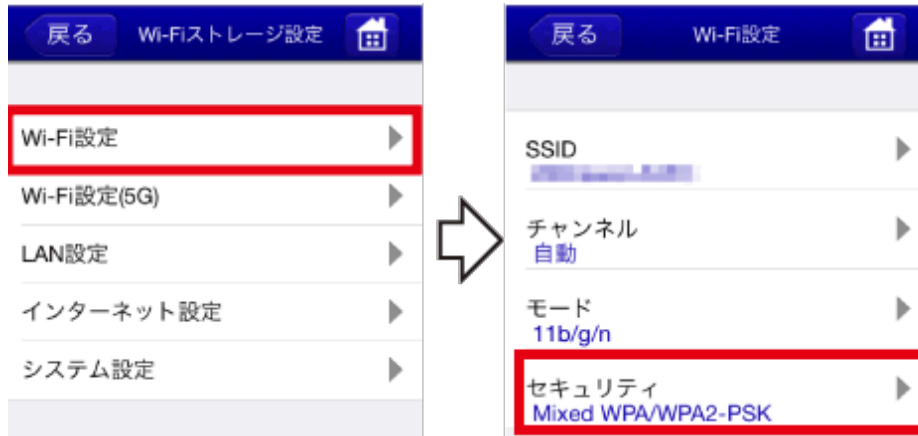 戻る
Wi-Fiストレージ設定
Wi-Fi設定
Wi-Fi設定(5G)
LAN設定
インターネット設定
システム設定
戻る
Wi-Fi設定
SSID
チャンネル
自動
モード
11b/g/n
セキュリティ
Mixed WPA/WPA2-PSK